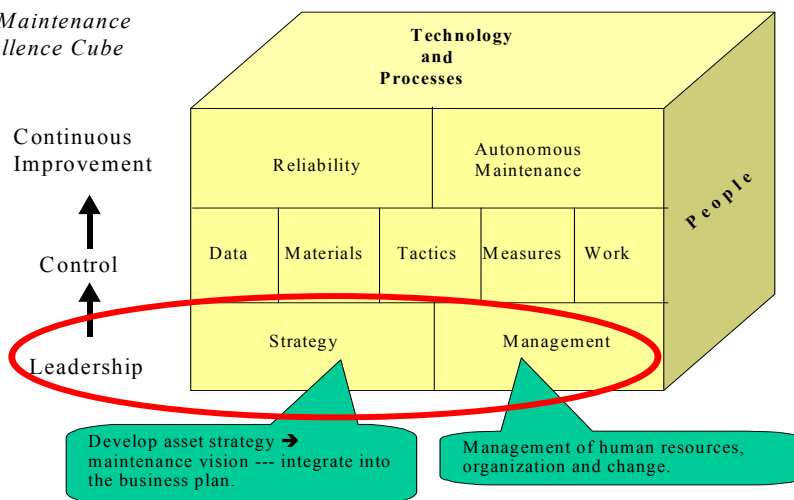 Maintenance
llence Cube
Technology
and
Processes
Continuous
Improvement
Reliability
Autonomous
Maintenance
People
Control
Data
Materials
Tactics
Measures
Work
Leadership
Strategy
Management
Develop asset strategy ➔
maintenance vision --- integrate into
the business plan.
Management of human resources,
organization and change.